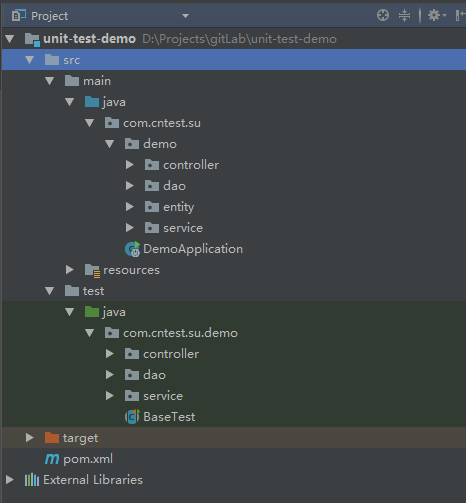 Project
unit-test-demo D:\Projects\gitLab\unit-test-demo
src
main
java
com.cntest.su
demo
controller
dao
entity
service
DemoApplication
resources
test
java
com.cntest.su.demo
controller
dao
service
BaseTest
target
pom.xml
External Libraries